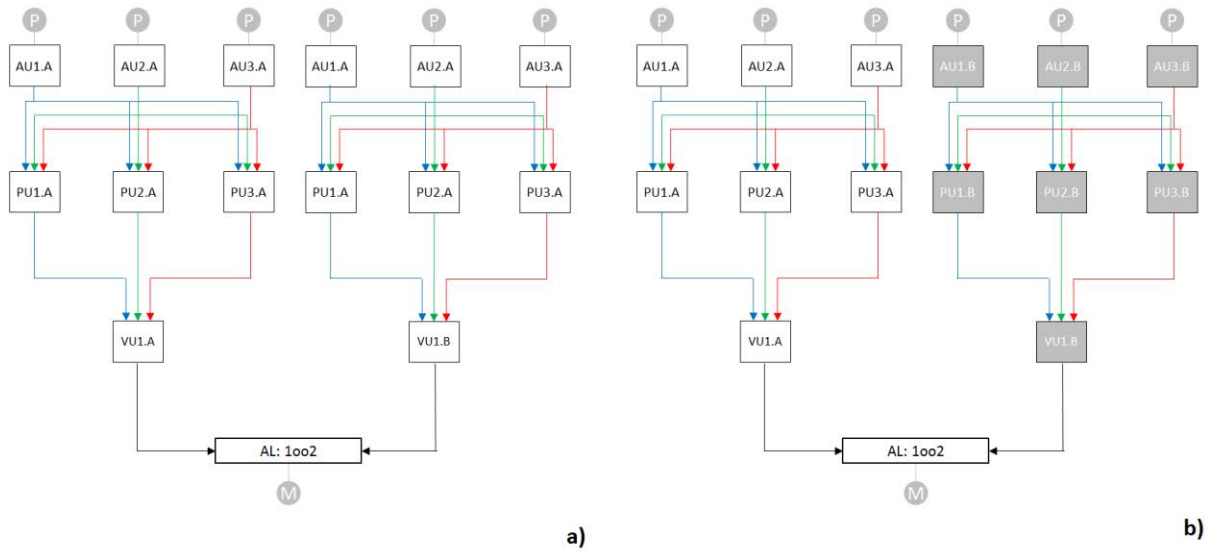 P P P P P P P P P P P P
AU1.A AU2.A AU3.A AU1.A AU2.A AU3.A AU1.A AU2.A AU3.A AU1.B AU2.B AU3.B
PU1.A PU2.A PU3.A PU1.A PU2.A PU3.A PU1.A PU2.A PU3.A PU1.B PU2.B PU3.B
VU1.A VU1.B VU1.A VU1.B
AL: 1oo2 AL: 1oo2
M M
a) b)